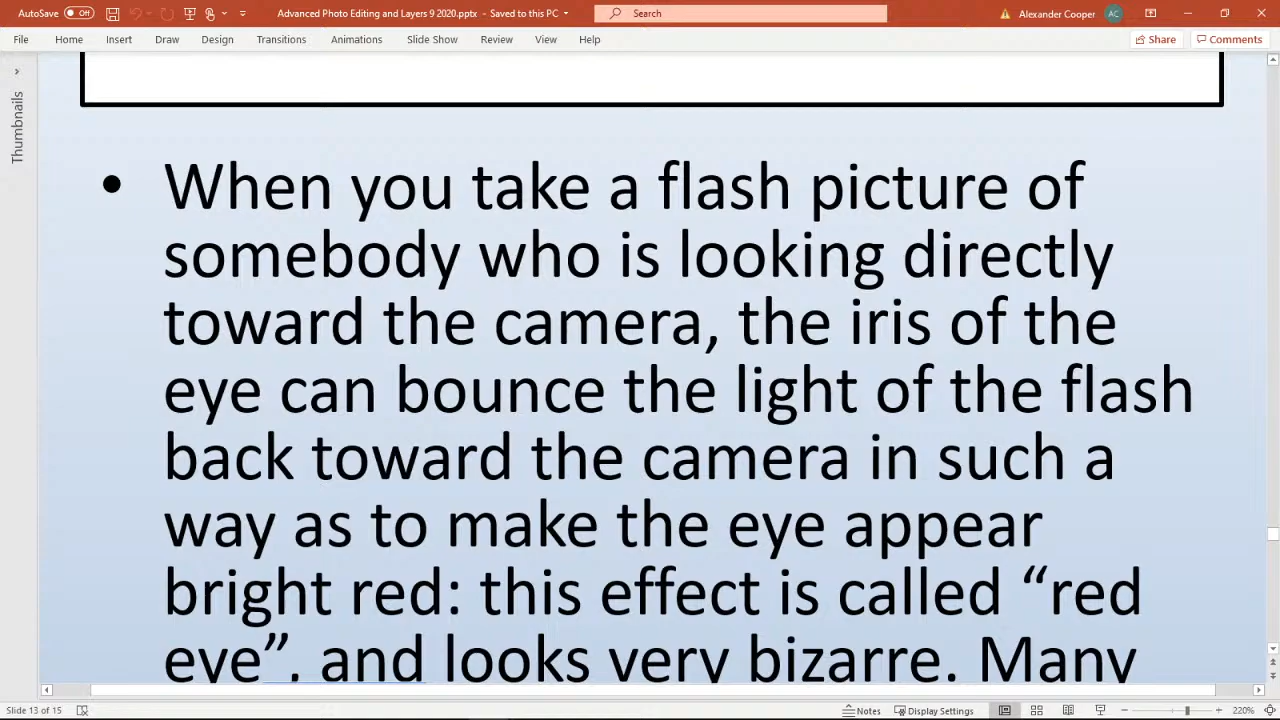 AutoSave Off Advanced Photo Editing and Layers 9 2020.pptx - Saved to this PC Search Alexander Cooper AC
File Home Insert Draw Design Transitions Animations Slide Show Review View Help Share Comments
Thumbnails
• When you take a flash picture of
somebody who is looking directly
toward the camera, the iris of the
eye can bounce the light of the flash
back toward the camera in such a
way as to make the eye appear
bright red: this effect is called “red
eye”, and looks very bizarre. Many
Slide 13 of 15 Notes Display Settings 220%